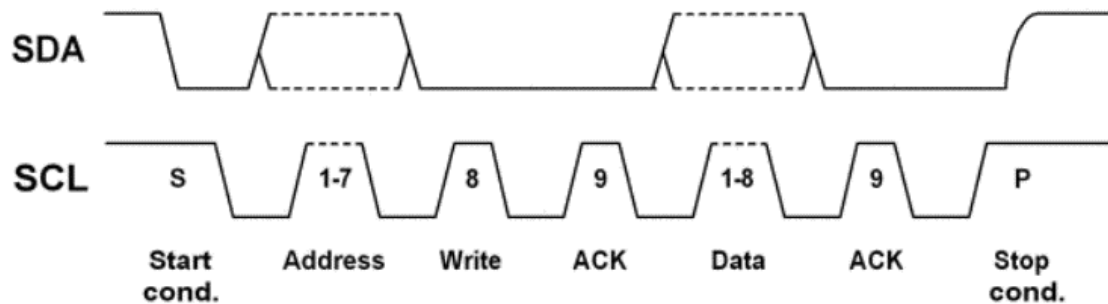 SDA
SCL
S 1-7 8 9 1-8 9 P
Start cond. Address Write ACK Data ACK Stop cond.